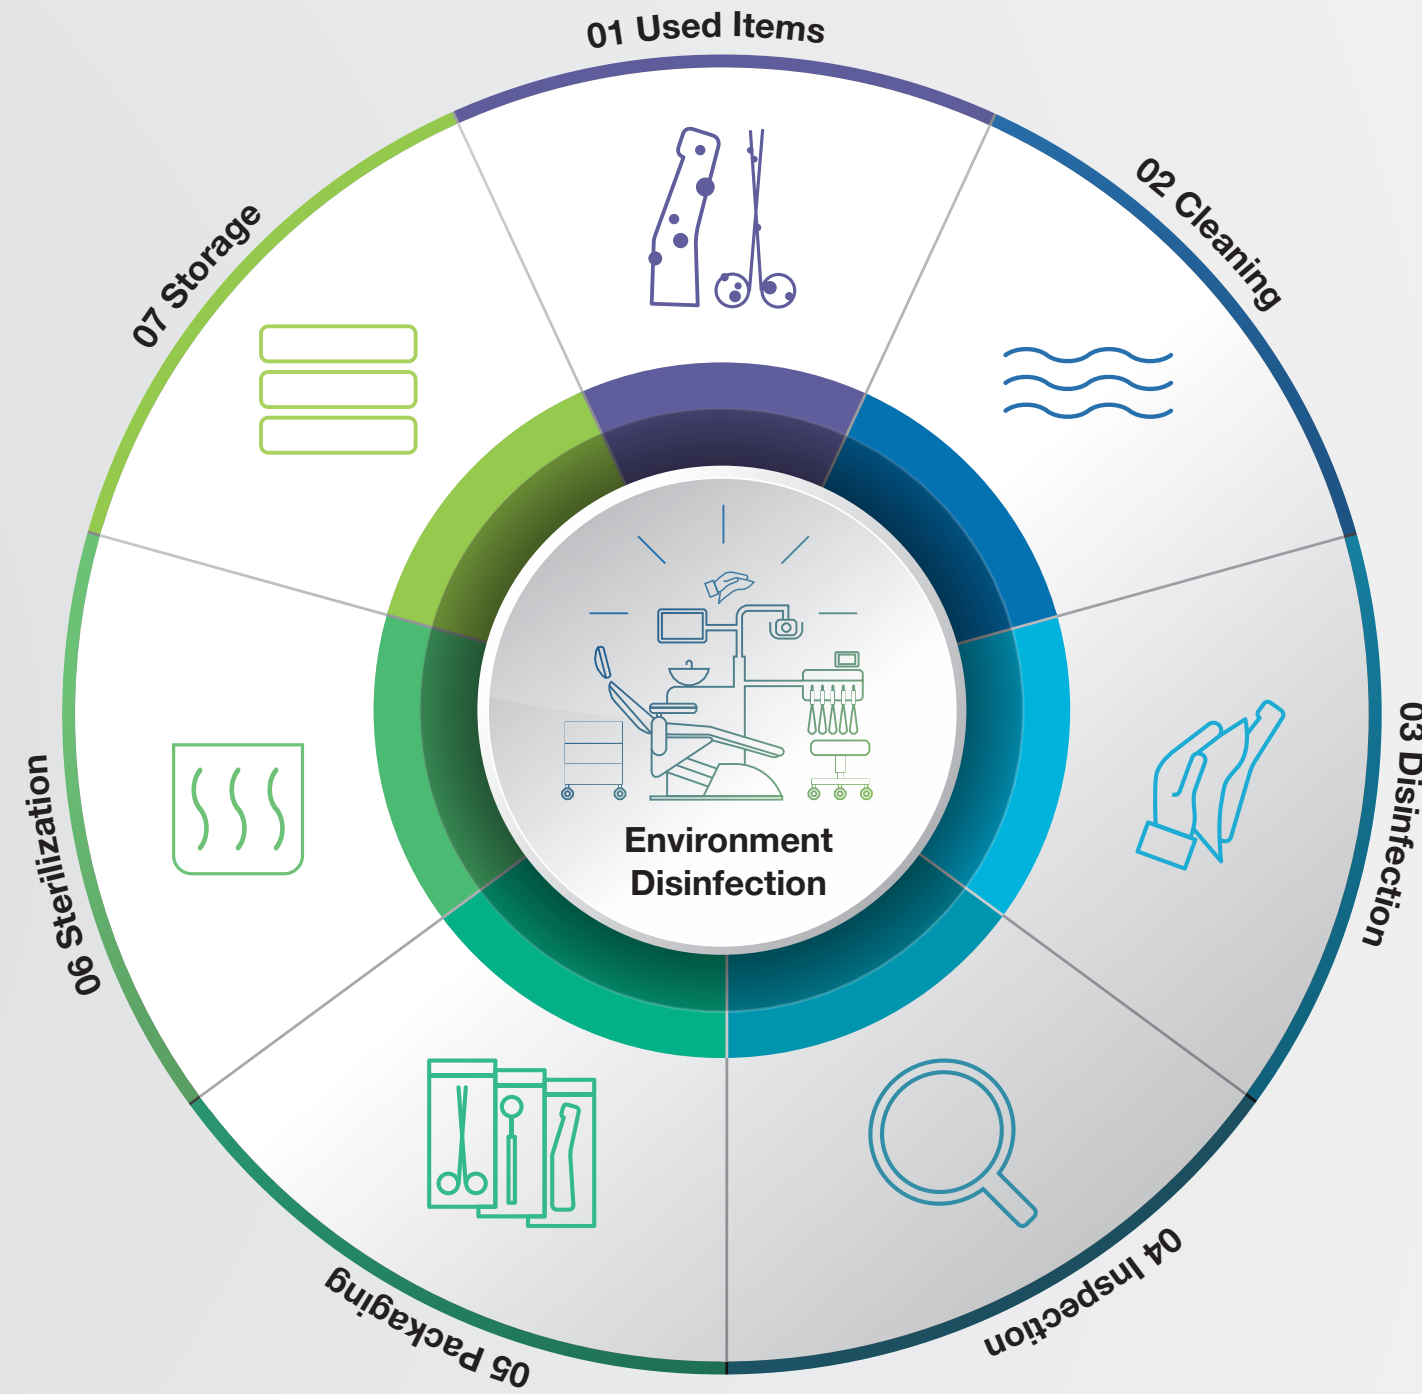 01 Used Items
02 Cleaning
03 Disinfection
04 Inspection
05 Packaging
06 Sterilization
07 Storage
Environment
Disinfection